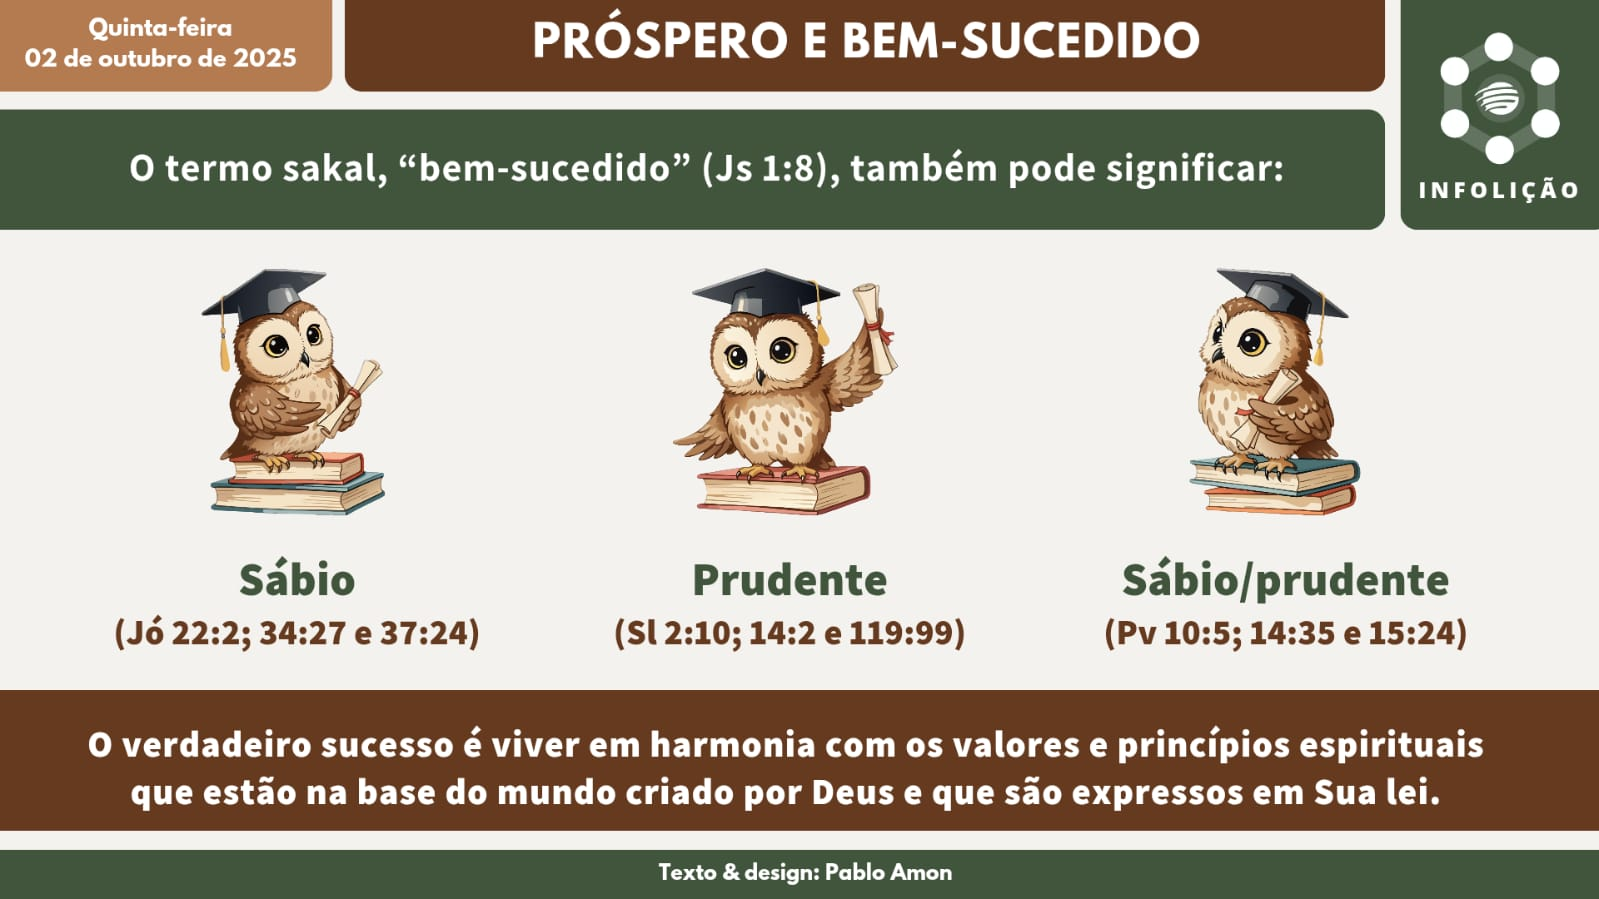 Quinta-feira
02 de outubro de 2025
PRÓSPERO E BEM-SUCEDIDO
INFOLIÇÃO
O termo sakal, “bem-sucedido” (Js 1:8), também pode significar:
Sábio
(Jó 22:2; 34:27 e 37:24)
Prudente
(Sl 2:10; 14:2 e 119:99)
Sábio/prudente
(Pv 10:5; 14:35 e 15:24)
O verdadeiro sucesso é viver em harmonia com os valores e princípios espirituais
que estão na base do mundo criado por Deus e que são expressos em Sua lei.
Texto & design: Pablo Amon